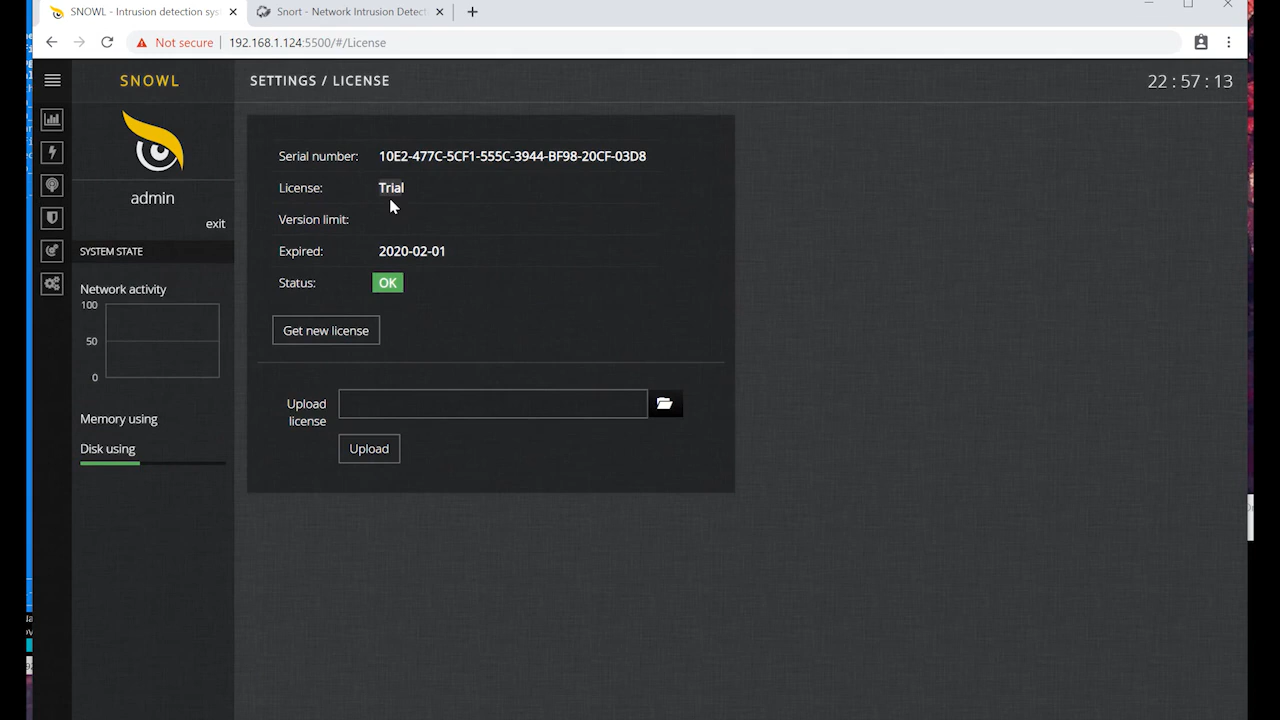 SNOWL - Intrusion detection sys
Snort - Network Intrusion Detect
Not secure
192.168.1.124:5500/#/License
SNOWL
SETTINGS / LICENSE
22 : 57 : 13
admin
exit
SYSTEM STATE
Network activity
100
50
0
Memory using
Disk using
Serial number: 10E2-477C-5CF1-555C-3944-BF98-20CF-03D8
License: Trial
Version limit:
Expired: 2020-02-01
Status: OK
Get new license
Upload
license
Upload